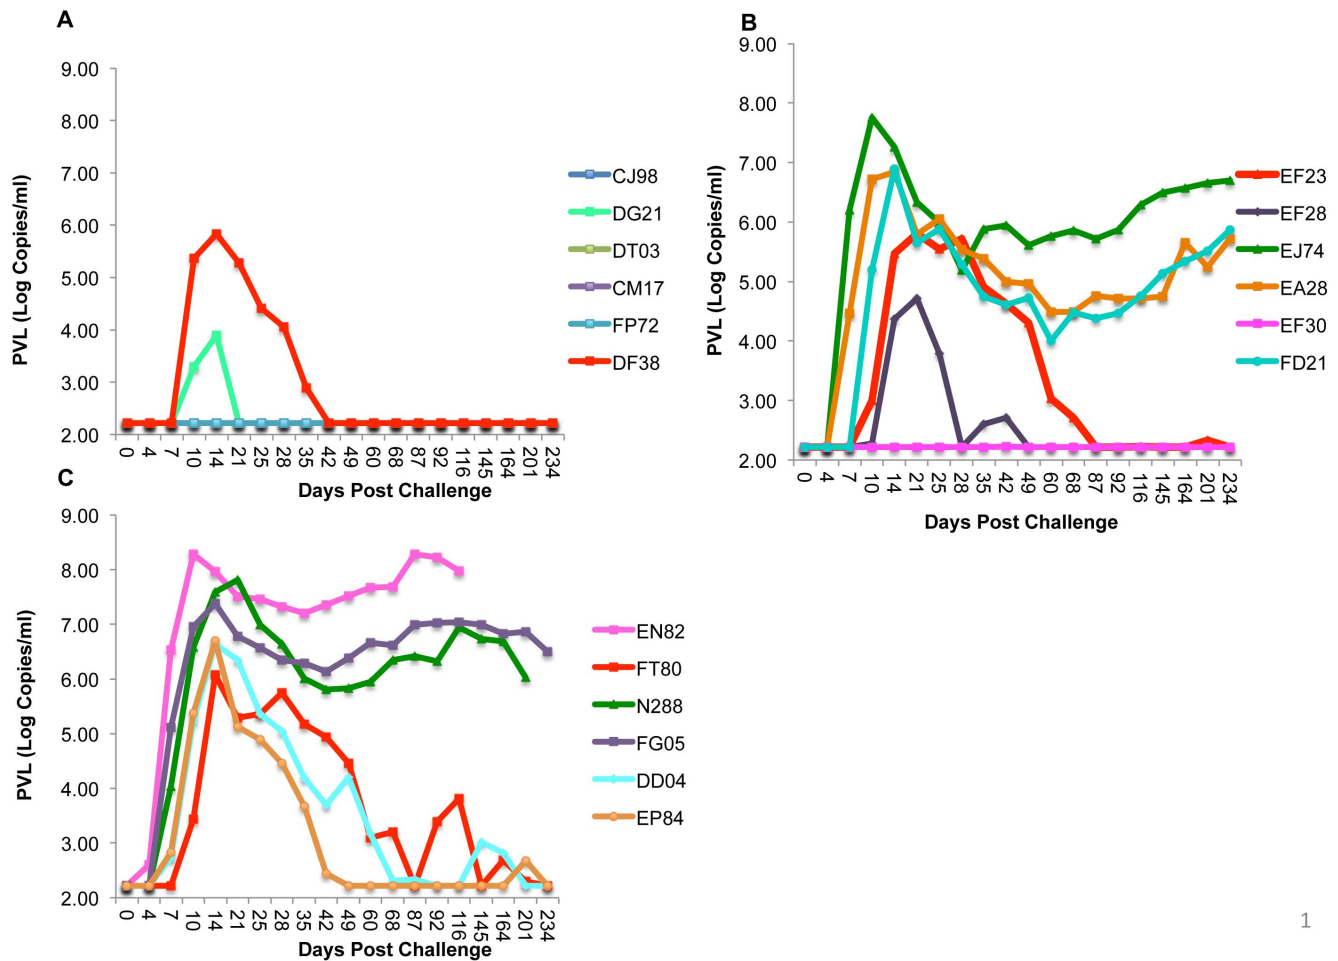 A
9.00
8.00
7.00
6.00
5.00
4.00
3.00
2.00
PVL (Log Copies/ml)
0 4 7 10 14 21 25 28 35 42 49 60 68 87 92 116 145 164 201 234
Days Post Challenge
CJ98
DG21
DT03
CM17
FP72
DF38
B
9.00
8.00
7.00
6.00
5.00
4.00
3.00
2.00
PVL (Log Copies/ml)
0 4 7 10 14 21 25 28 35 42 49 60 68 87 92 116 145 164 201 234
Days Post Challenge
EF23
EF28
EJ74
EA28
EF30
FD21
C
9.00
8.00
7.00
6.00
5.00
4.00
3.00
2.00
PVL (Log Copies/ml)
0 4 7 10 14 21 25 28 35 42 49 60 68 87 92 116 145 164 201 234
Days Post Challenge
EN82
FT80
N288
FG05
DD04
EP84
1